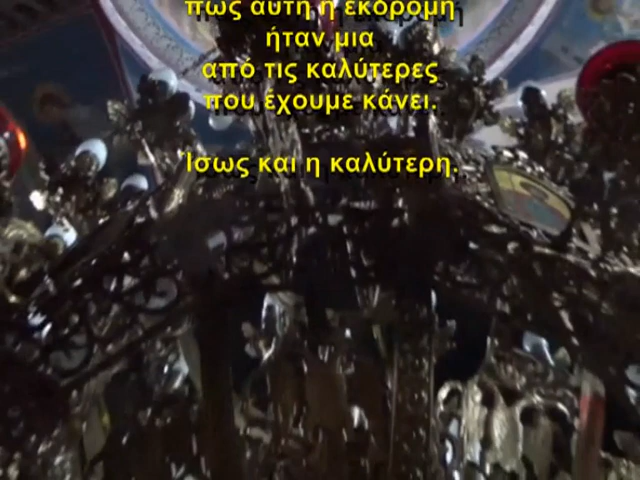 πως αυτή η εκδρομή
ήταν μια
από τις καλύτερες
που έχουμε κάνει.
Ίσως και η καλύτερη.